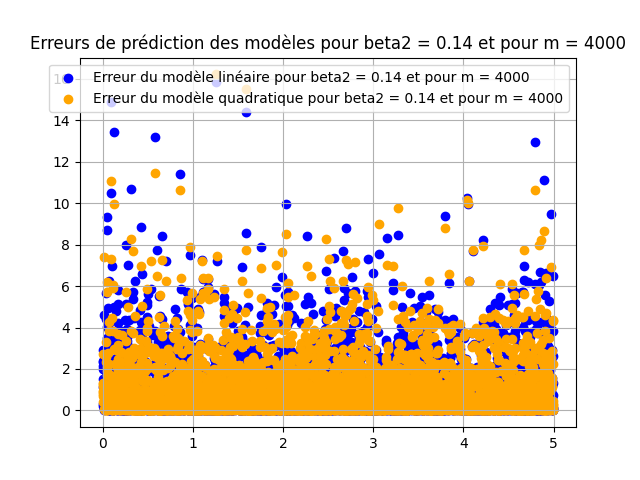 Erreurs de prédiction des modèles pour beta2 = 0.14 et pour m = 4000
Erreur du modèle linéaire pour beta2 = 0.14 et pour m = 4000
Erreur du modèle quadratique pour beta2 = 0.14 et pour m = 4000
16
14
12
10
8
6
4
2
0
0 1 2 3 4 5